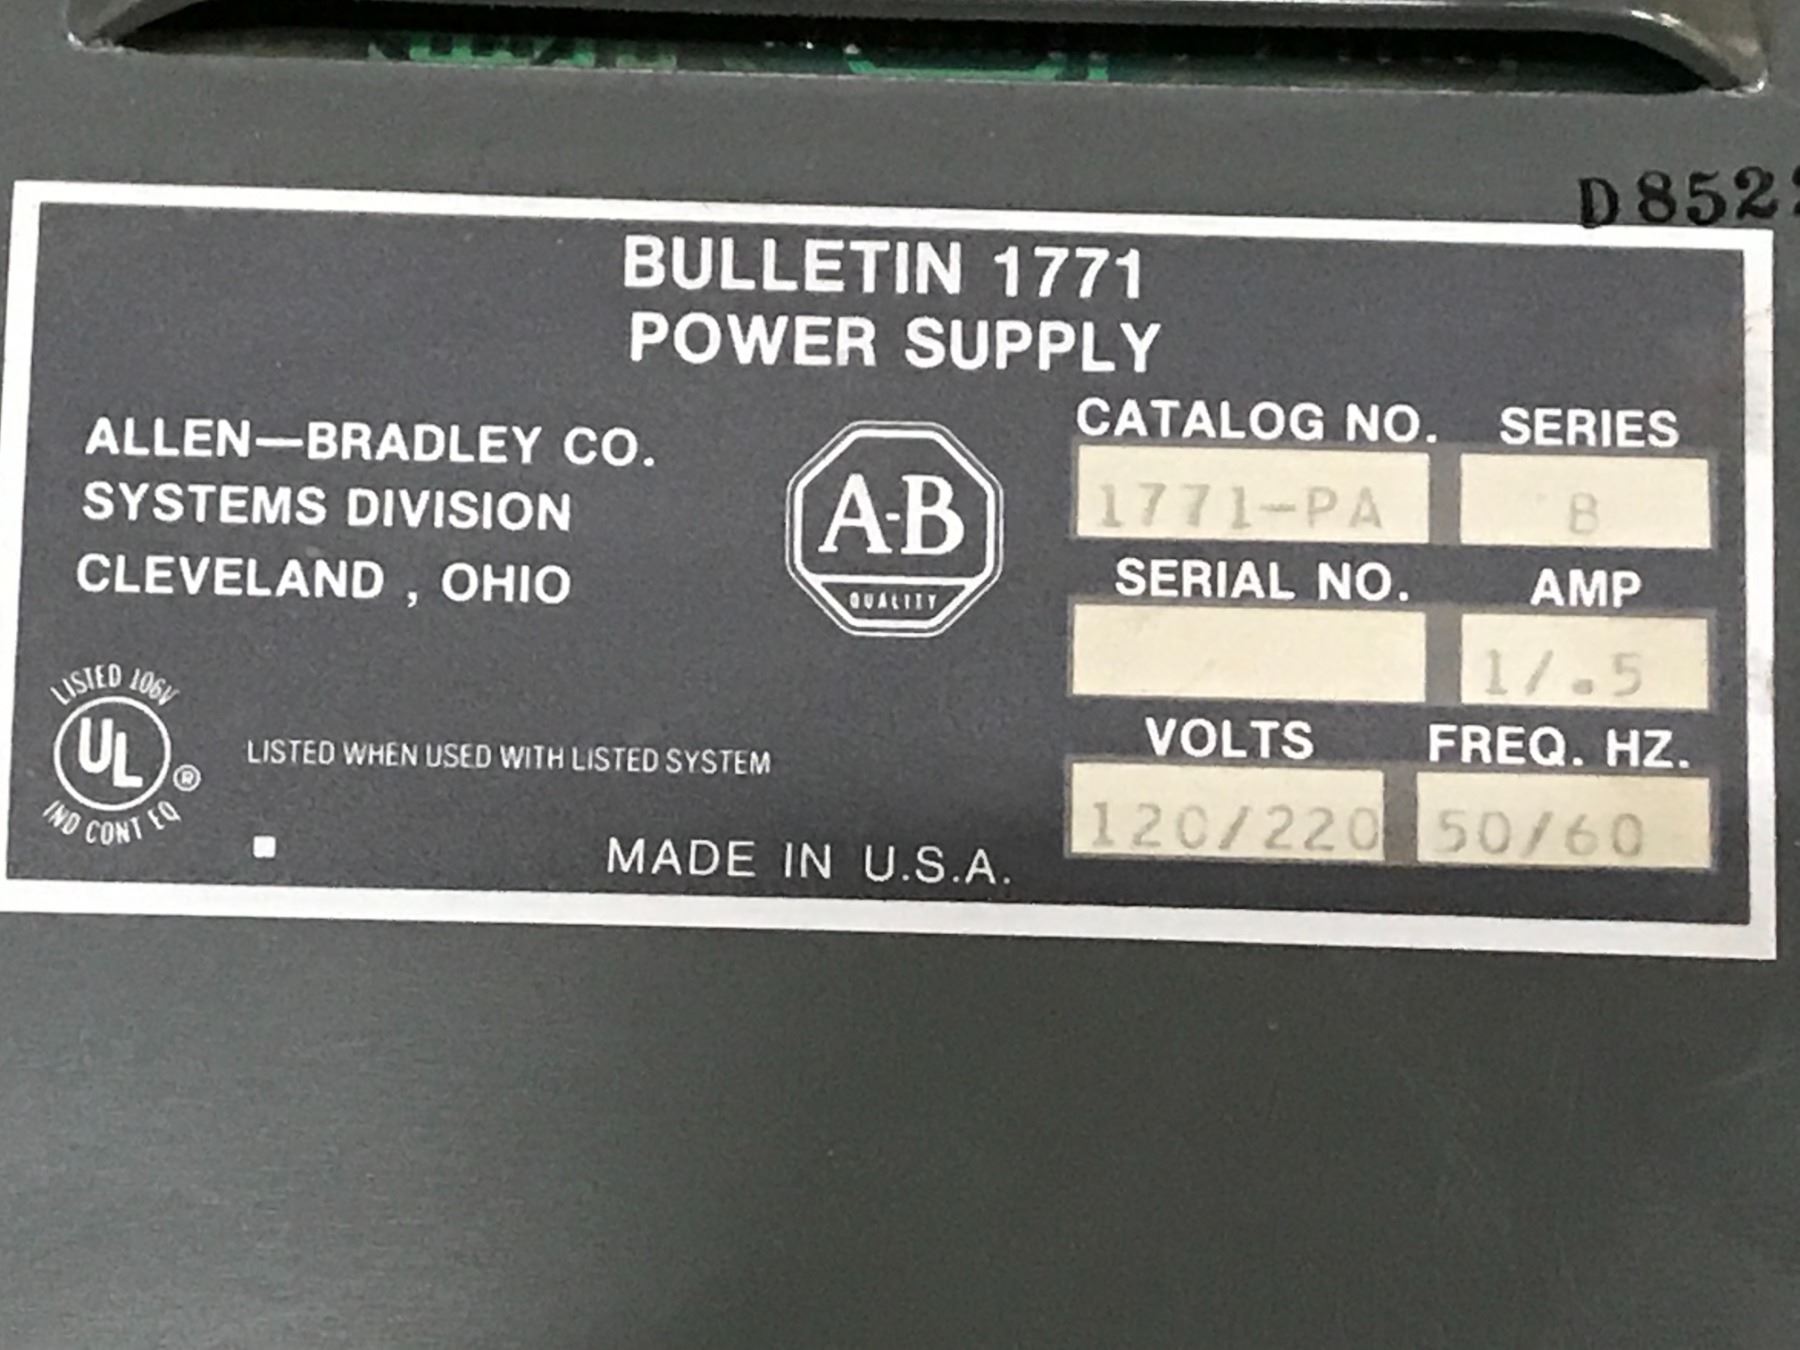 D852
BULLETIN 1771
POWER SUPPLY
ALLEN—BRADLEY CO.
SYSTEMS DIVISION
CLEVELAND , OHIO
A-B
QUALITY
CATALOG NO. SERIES
1771-PA B
SERIAL NO. AMP
1/.5
VOLTS FREQ. HZ.
120/220 50/60
LISTED 106V
UL ®
IND CONT EQ
LISTED WHEN USED WITH LISTED SYSTEM
MADE IN U.S.A.